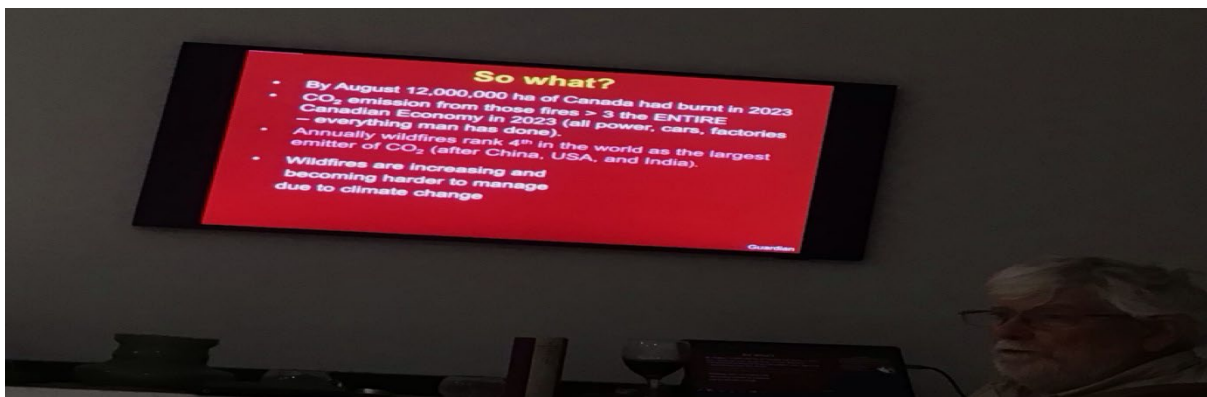 So what?
• By August 12,000,000 ha of Canada had burnt in 2023
• CO₂ emission from those fires > 3 the ENTIRE
Canadian Economy in 2023 (all power, cars, factories
– everything man has done).
• Annually wildfires rank 4th in the world as the largest
emitter of CO₂ (after China, USA, and India).
• Wildfires are increasing and
becoming harder to manage
due to climate change
Guardian